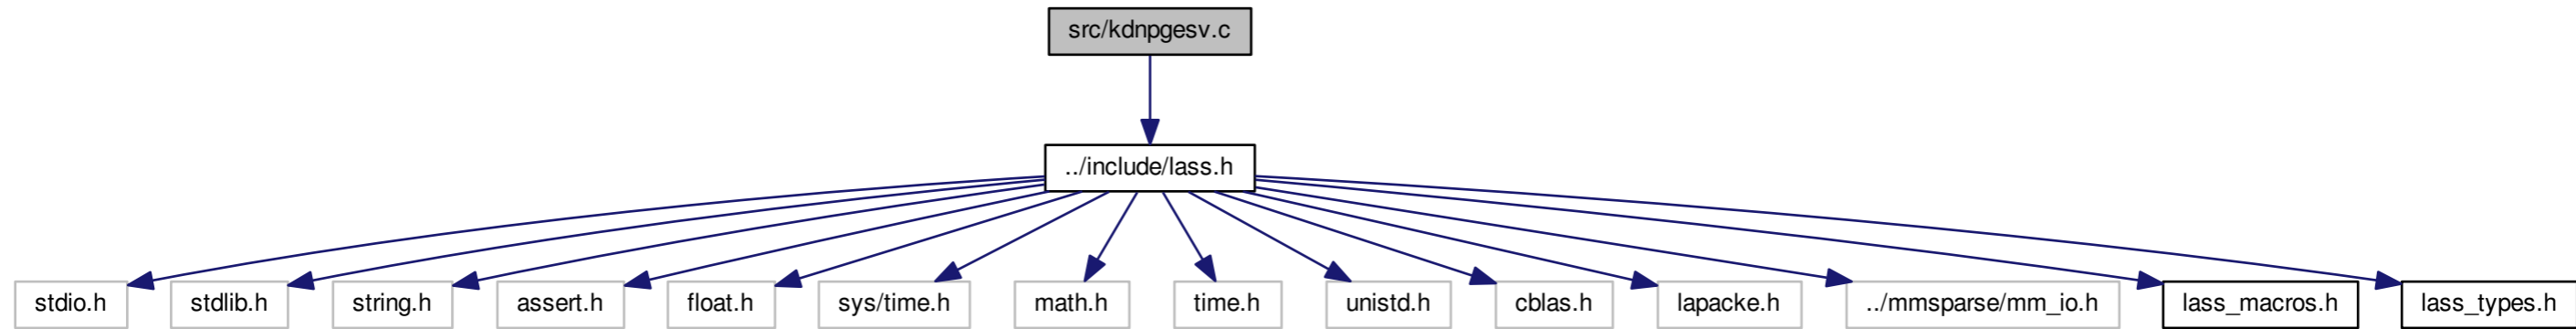 src/kdnpgesv.c
../include/lass.h
stdio.h
stdlib.h
string.h
assert.h
float.h
sys/time.h
math.h
time.h
unistd.h
cblas.h
lapacke.h
../mmsparse/mm_io.h
lass_macros.h
lass_types.h